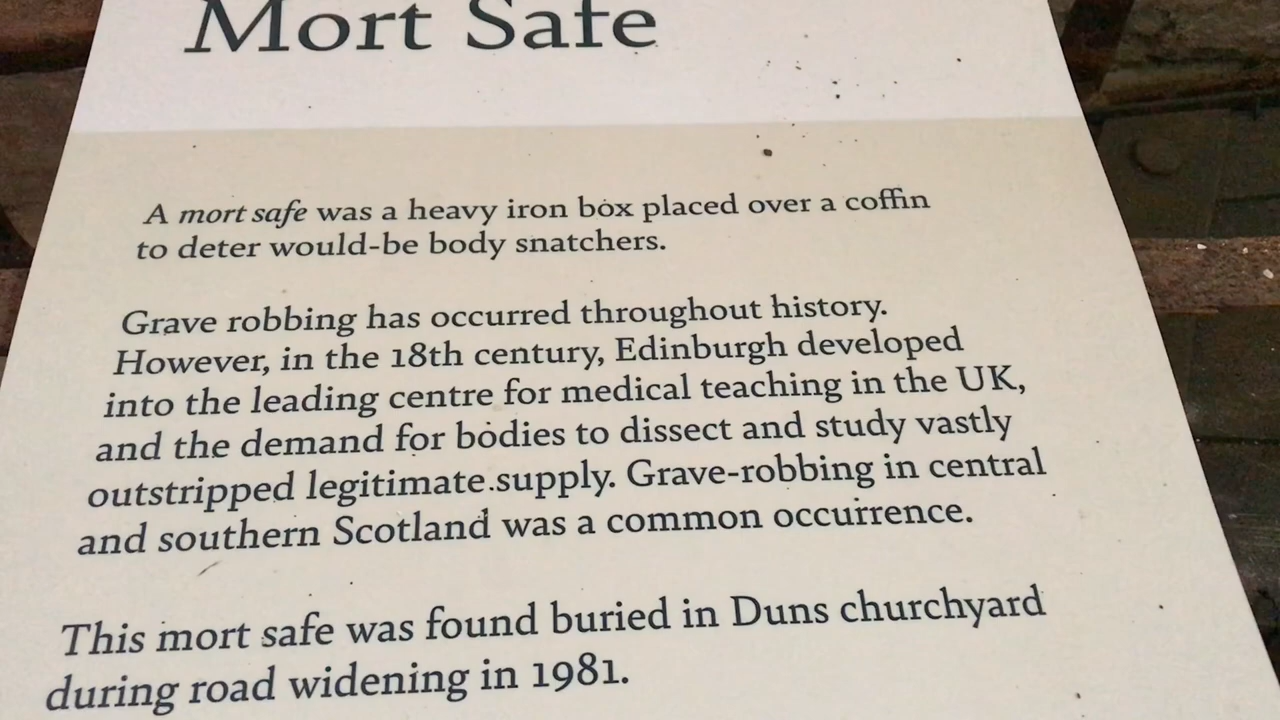 Mort Safe
A mort safe was a heavy iron box placed over a coffin
to deter would-be body snatchers.
Grave robbing has occurred throughout history.
However, in the 18th century, Edinburgh developed
into the leading centre for medical teaching in the UK,
and the demand for bodies to dissect and study vastly
outstripped legitimate supply. Grave-robbing in central
and southern Scotland was a common occurrence.
This mort safe was found buried in Duns churchyard
during road widening in 1981.